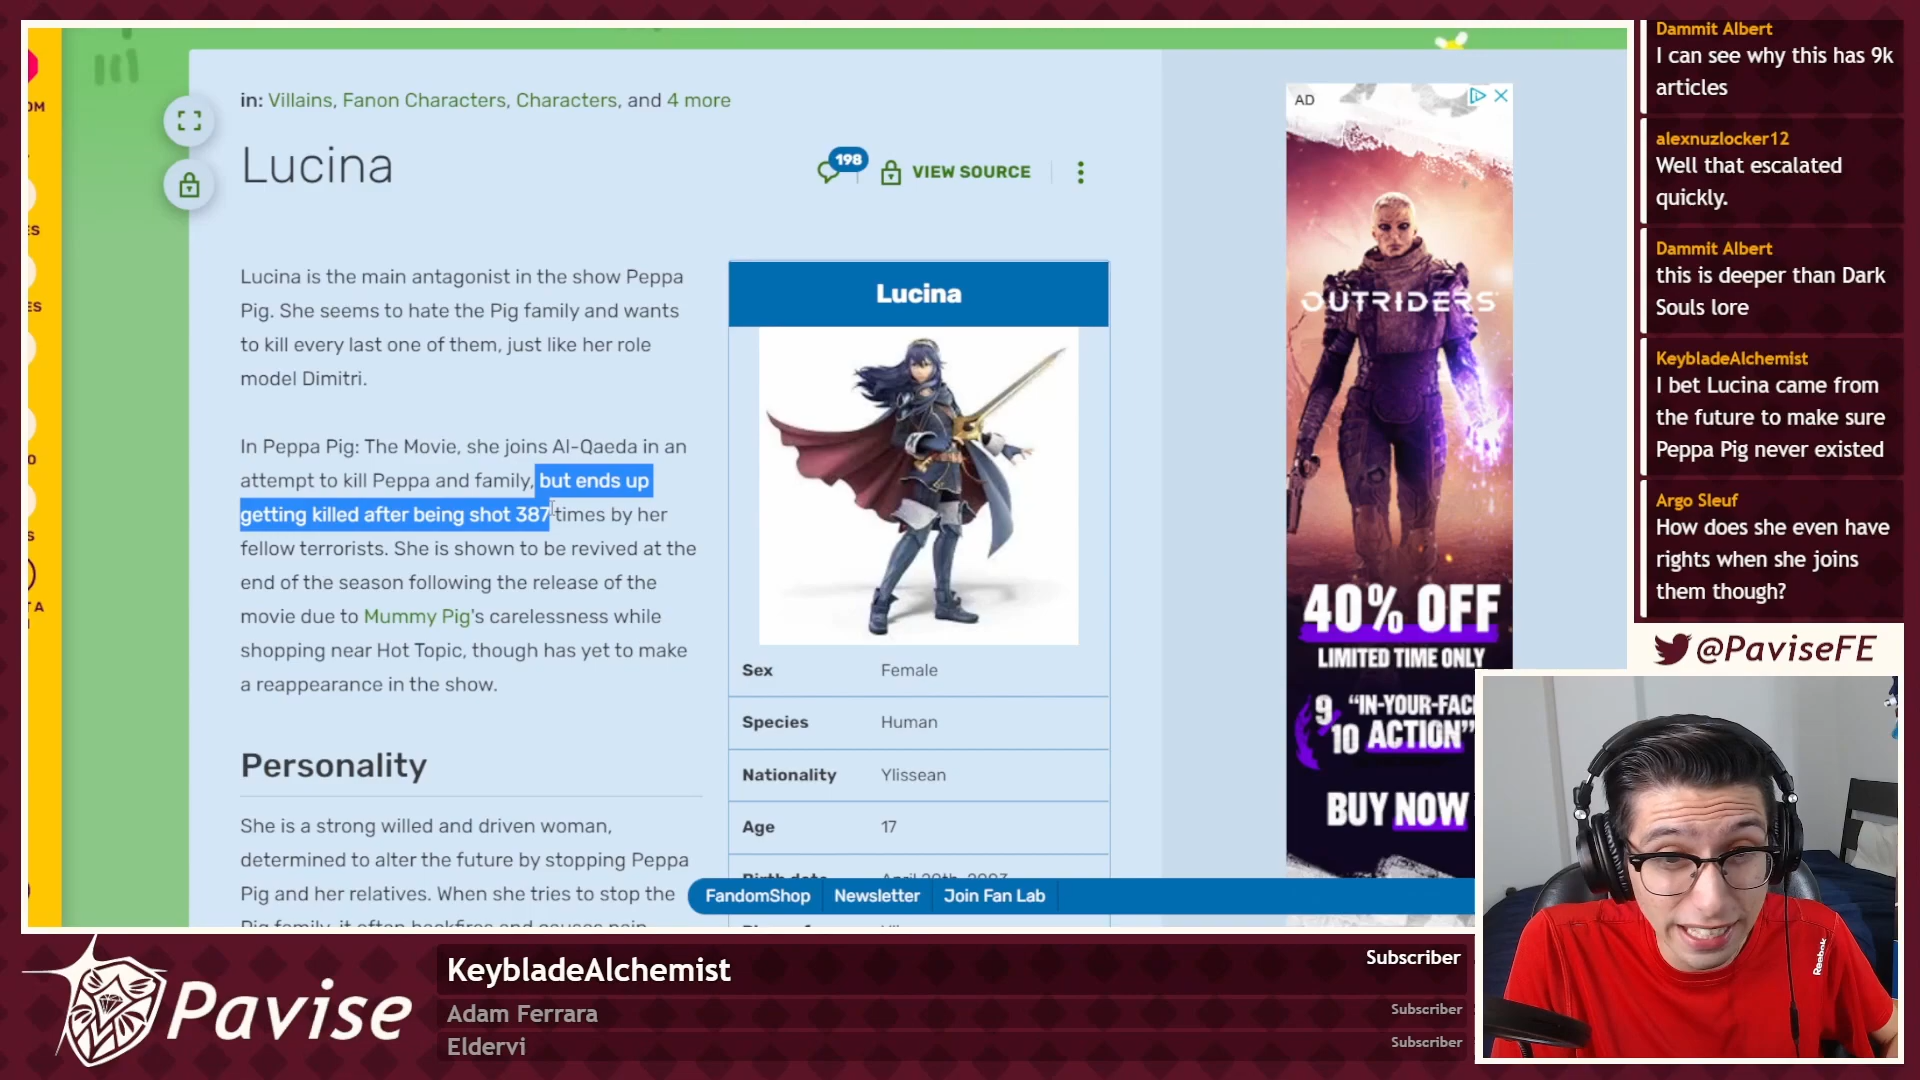 in: Villains, Fanon Characters, Characters, and 4 more
Lucina
198
VIEW SOURCE
Lucina is the main antagonist in the show Peppa
Pig. She seems to hate the Pig family and wants
to kill every last one of them, just like her role
model Dimitri.
In Peppa Pig: The Movie, she joins Al-Qaeda in an
attempt to kill Peppa and family, but ends up
getting killed after being shot 387 times by her
fellow terrorists. She is shown to be revived at the
end of the season following the release of the
movie due to Mummy Pig's carelessness while
shopping near Hot Topic, though has yet to make
a reappearance in the show.
Personality
She is a strong willed and driven woman,
determined to alter the future by stopping Peppa
Pig and her relatives. When she tries to stop the
Lucina
Sex Female
Species Human
Nationality Ylissean
Age 17
FandomShop Newsletter Join Fan Lab
AD
OUTRIDERS
40% OFF
LIMITED TIME ONLY
9 "IN-YOUR-FAC
10 ACTION"
BUY NOW
Dammit Albert
I can see why this has 9k
articles
alexnuzlocker12
Well that escalated
quickly.
Dammit Albert
this is deeper than Dark
Souls lore
KeybladeAlchemist
I bet Lucina came from
the future to make sure
Peppa Pig never existed
Argo Sleuf
How does she even have
rights when she joins
them though?
@PaviseFE
Reebok
Pavise
KeybladeAlchemist Subscriber
Adam Ferrara Subscriber
Eldervi Subscriber